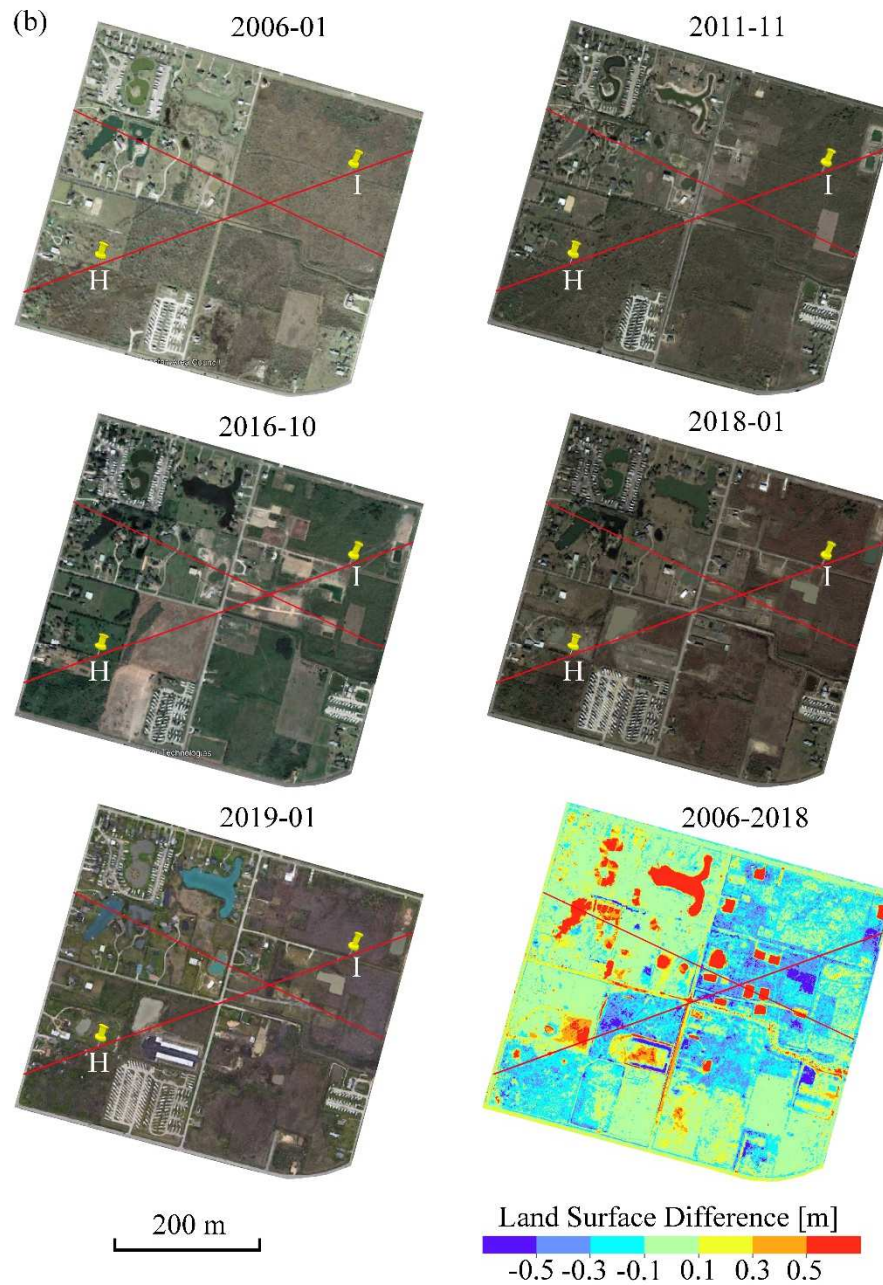 (b)
2006-01
2011-11
I
H
I
H
2016-10
2018-01
I
H
I
H
Technologies
2019-01
2006-2018
I
H
200 m
Land Surface Difference [m]
-0.5 -0.3 -0.1 0.1 0.3 0.5